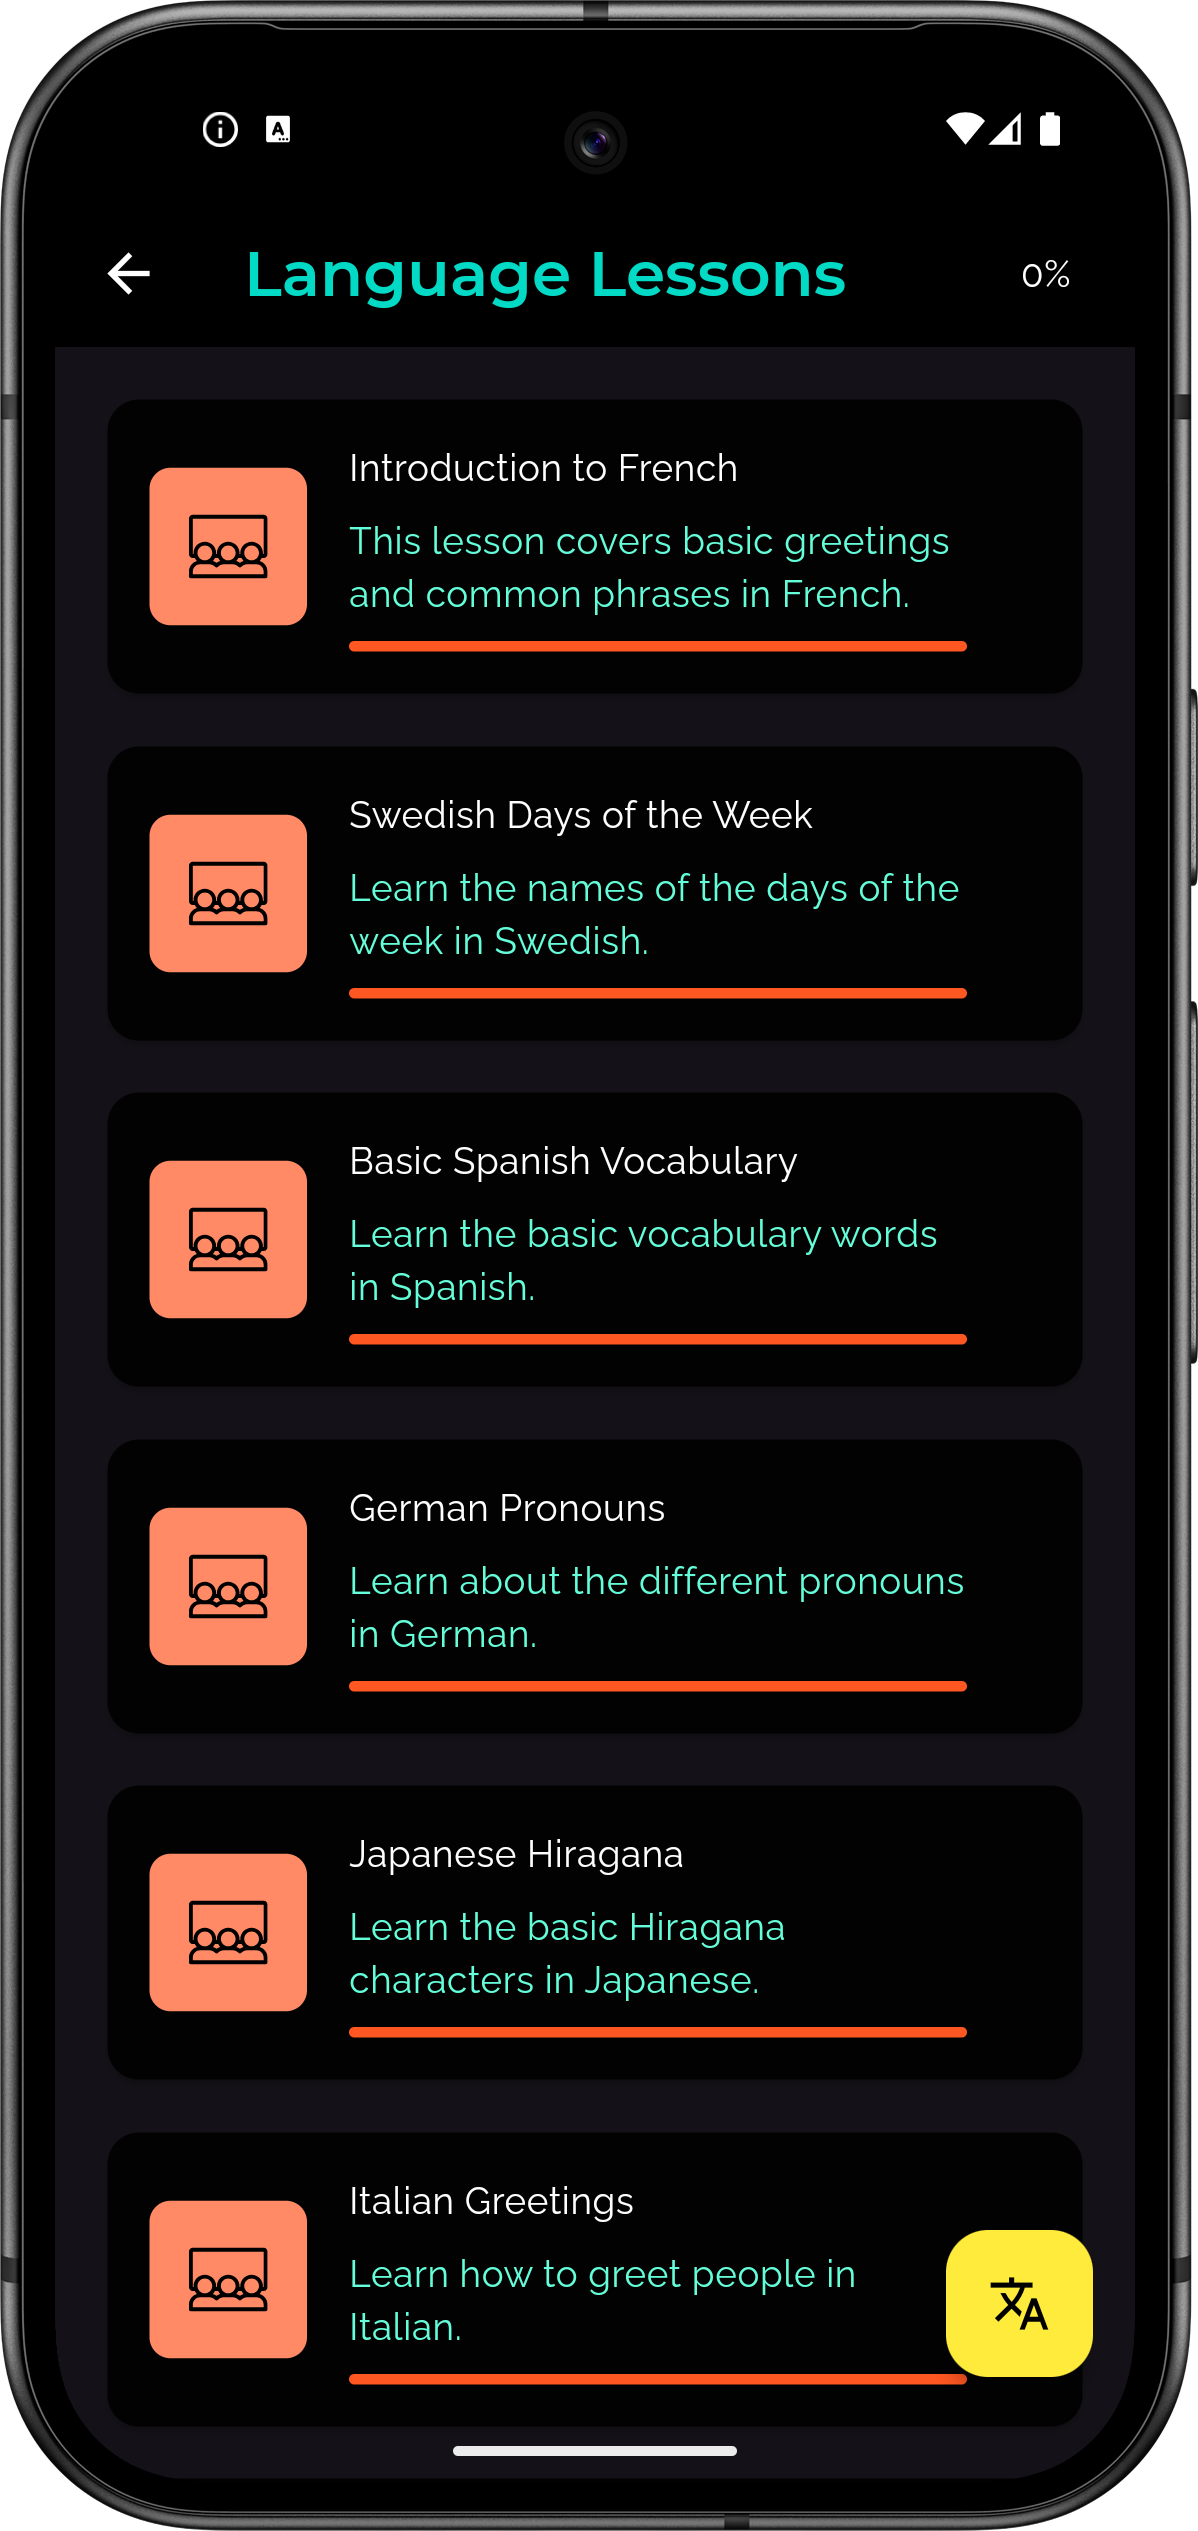 Language Lessons
0%
Introduction to French
This lesson covers basic greetings
and common phrases in French.
Swedish Days of the Week
Learn the names of the days of the
week in Swedish.
Basic Spanish Vocabulary
Learn the basic vocabulary words
in Spanish.
German Pronouns
Learn about the different pronouns
in German.
Japanese Hiragana
Learn the basic Hiragana
characters in Japanese.
Italian Greetings
Learn how to greet people in
Italian.